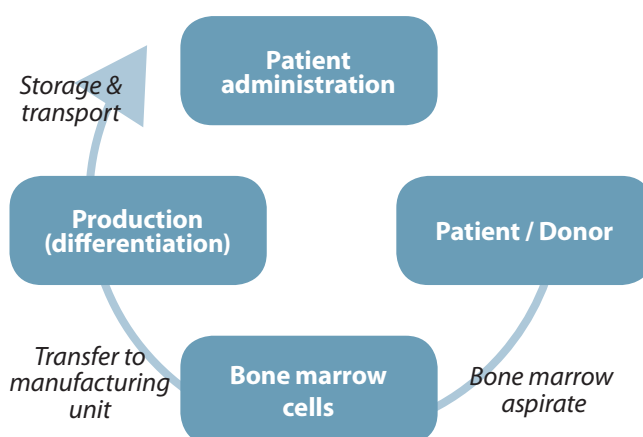 Patient
administration
Storage &
transport
Production
(differentiation)
Patient / Donor
Transfer to
manufacturing
unit
Bone marrow
cells
Bone marrow
aspirate